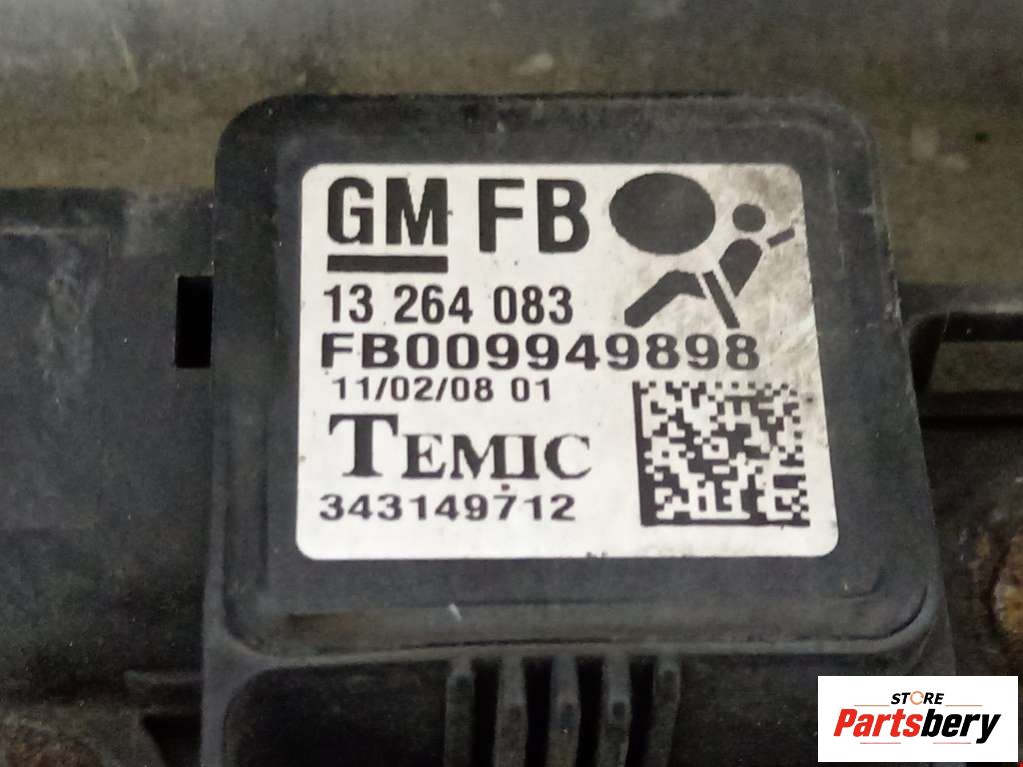 GM FB
13 264 083
FB009949898
11/02/08 01
TEMIC
343149712
STORE
Partsbery